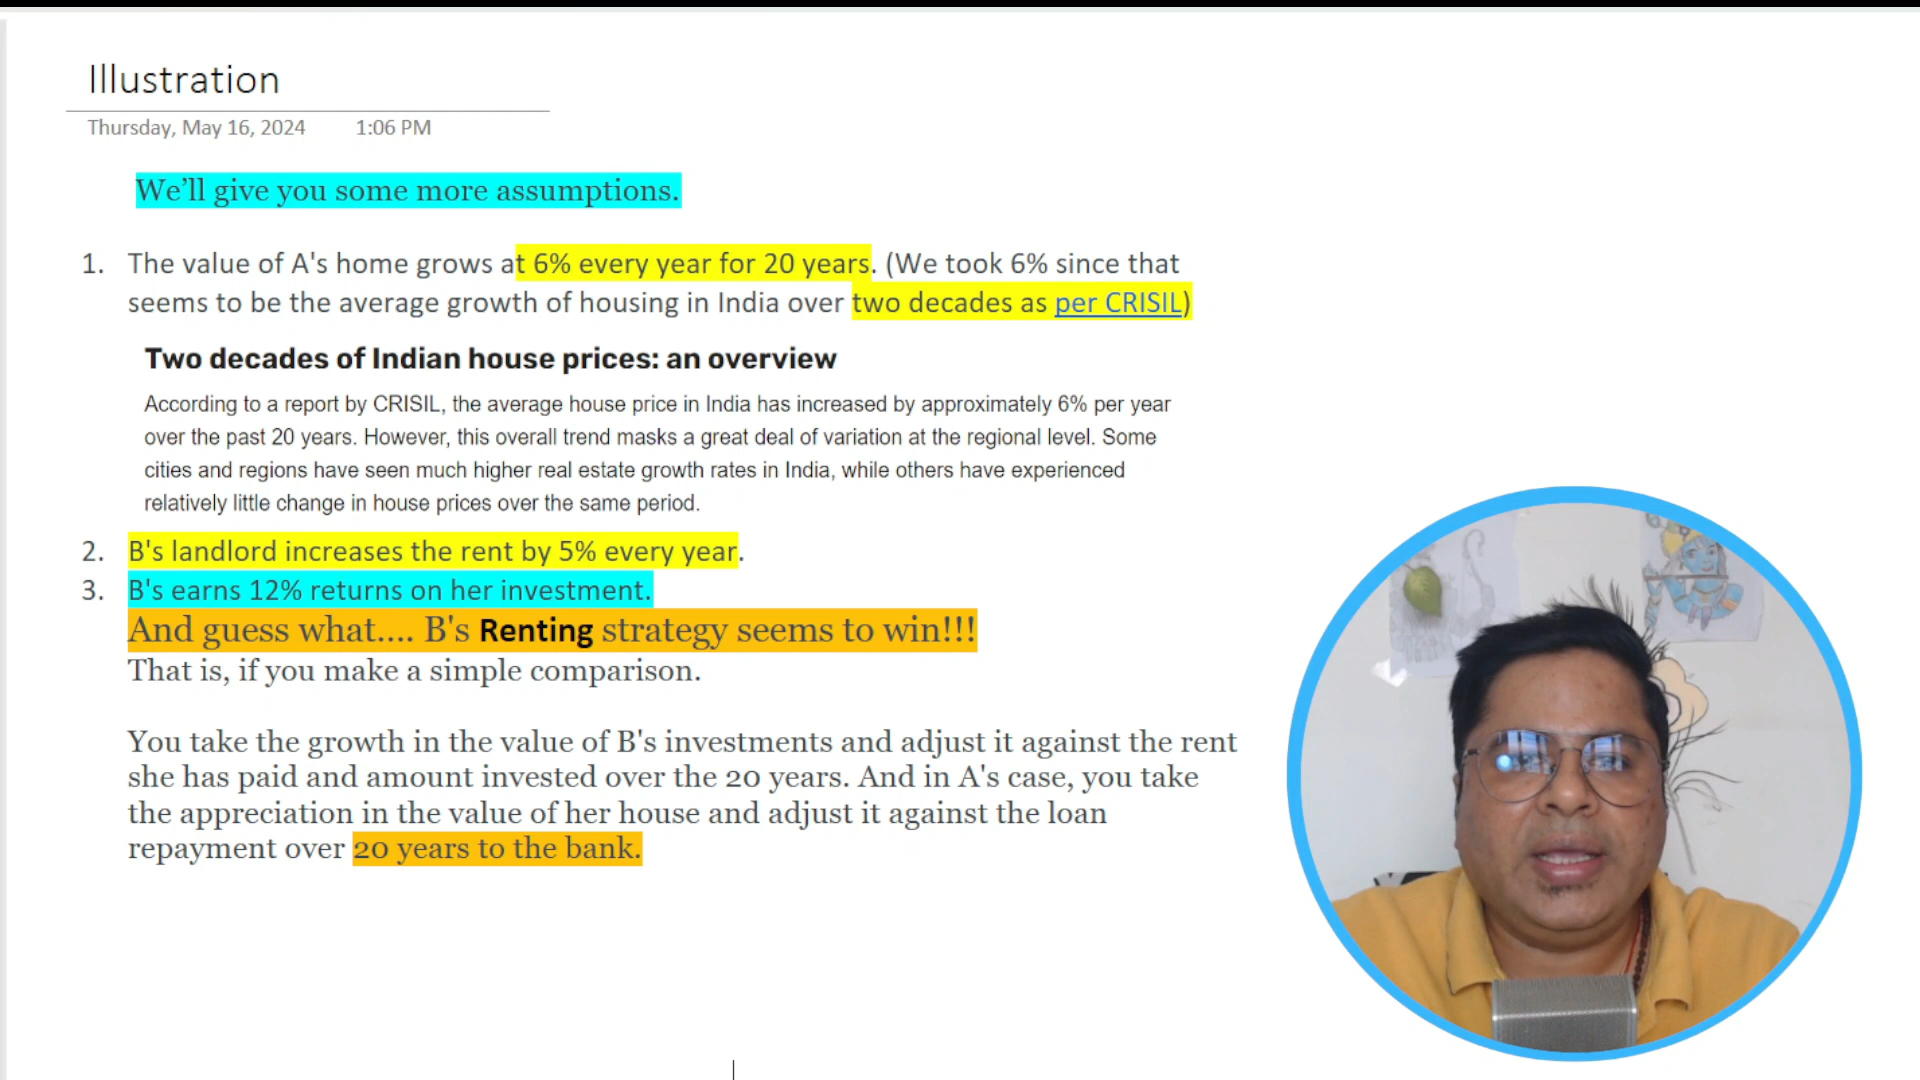 Illustration
Thursday, May 16, 2024 1:06 PM
We’ll give you some more assumptions.
1. The value of A's home grows at 6% every year for 20 years. (We took 6% since that
seems to be the average growth of housing in India over two decades as per CRISIL)
Two decades of Indian house prices: an overview
According to a report by CRISIL, the average house price in India has increased by approximately 6% per year
over the past 20 years. However, this overall trend masks a great deal of variation at the regional level. Some
cities and regions have seen much higher real estate growth rates in India, while others have experienced
relatively little change in house prices over the same period.
2. B's landlord increases the rent by 5% every year.
3. B's earns 12% returns on her investment.
And guess what.... B's Renting strategy seems to win!!!
That is, if you make a simple comparison.
You take the growth in the value of B's investments and adjust it against the rent
she has paid and amount invested over the 20 years. And in A's case, you take
the appreciation in the value of her house and adjust it against the loan
repayment over 20 years to the bank.